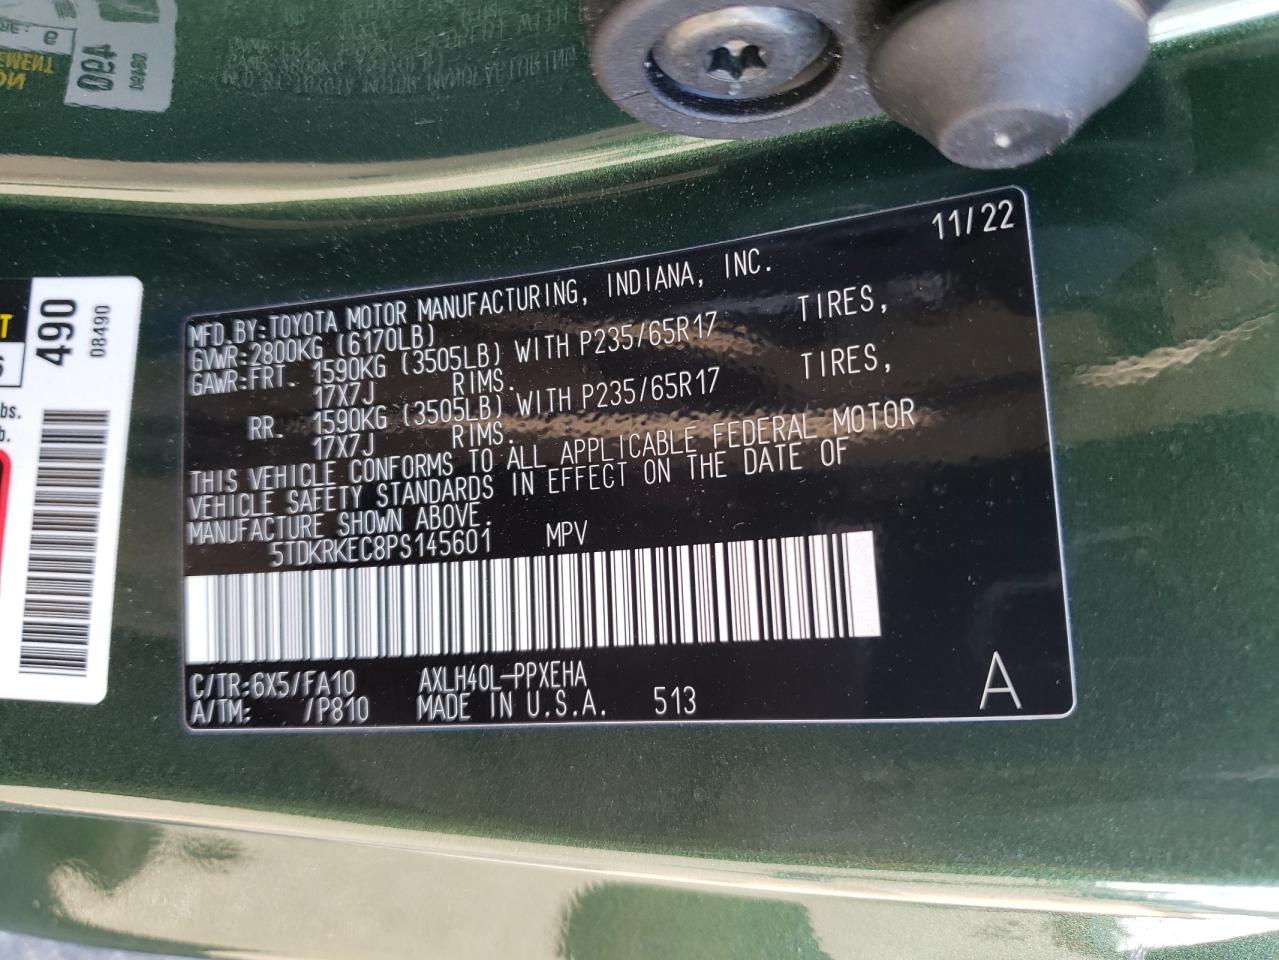 11/22
MFD.BY:TOYOTA MOTOR MANUFACTURING, INDIANA, INC.
GVWR:2800KG (6170LB)
GAWR:FRT. 1590KG (3505LB) WITH P235/65R17 TIRES,
17X7J RIMS.
RR. 1590KG (3505LB) WITH P235/65R17 TIRES,
17X7J RIMS.
THIS VEHICLE CONFORMS TO ALL APPLICABLE FEDERAL MOTOR
VEHICLE SAFETY STANDARDS IN EFFECT ON THE DATE OF
MANUFACTURE SHOWN ABOVE.
5TDKRKEC8PS145601 MPV
C/TR:6X5/FA10 AXLH40L-PPXEHA
A/TM: /P810 MADE IN U.S.A. 513
A
490
08490
lbs.
lb.